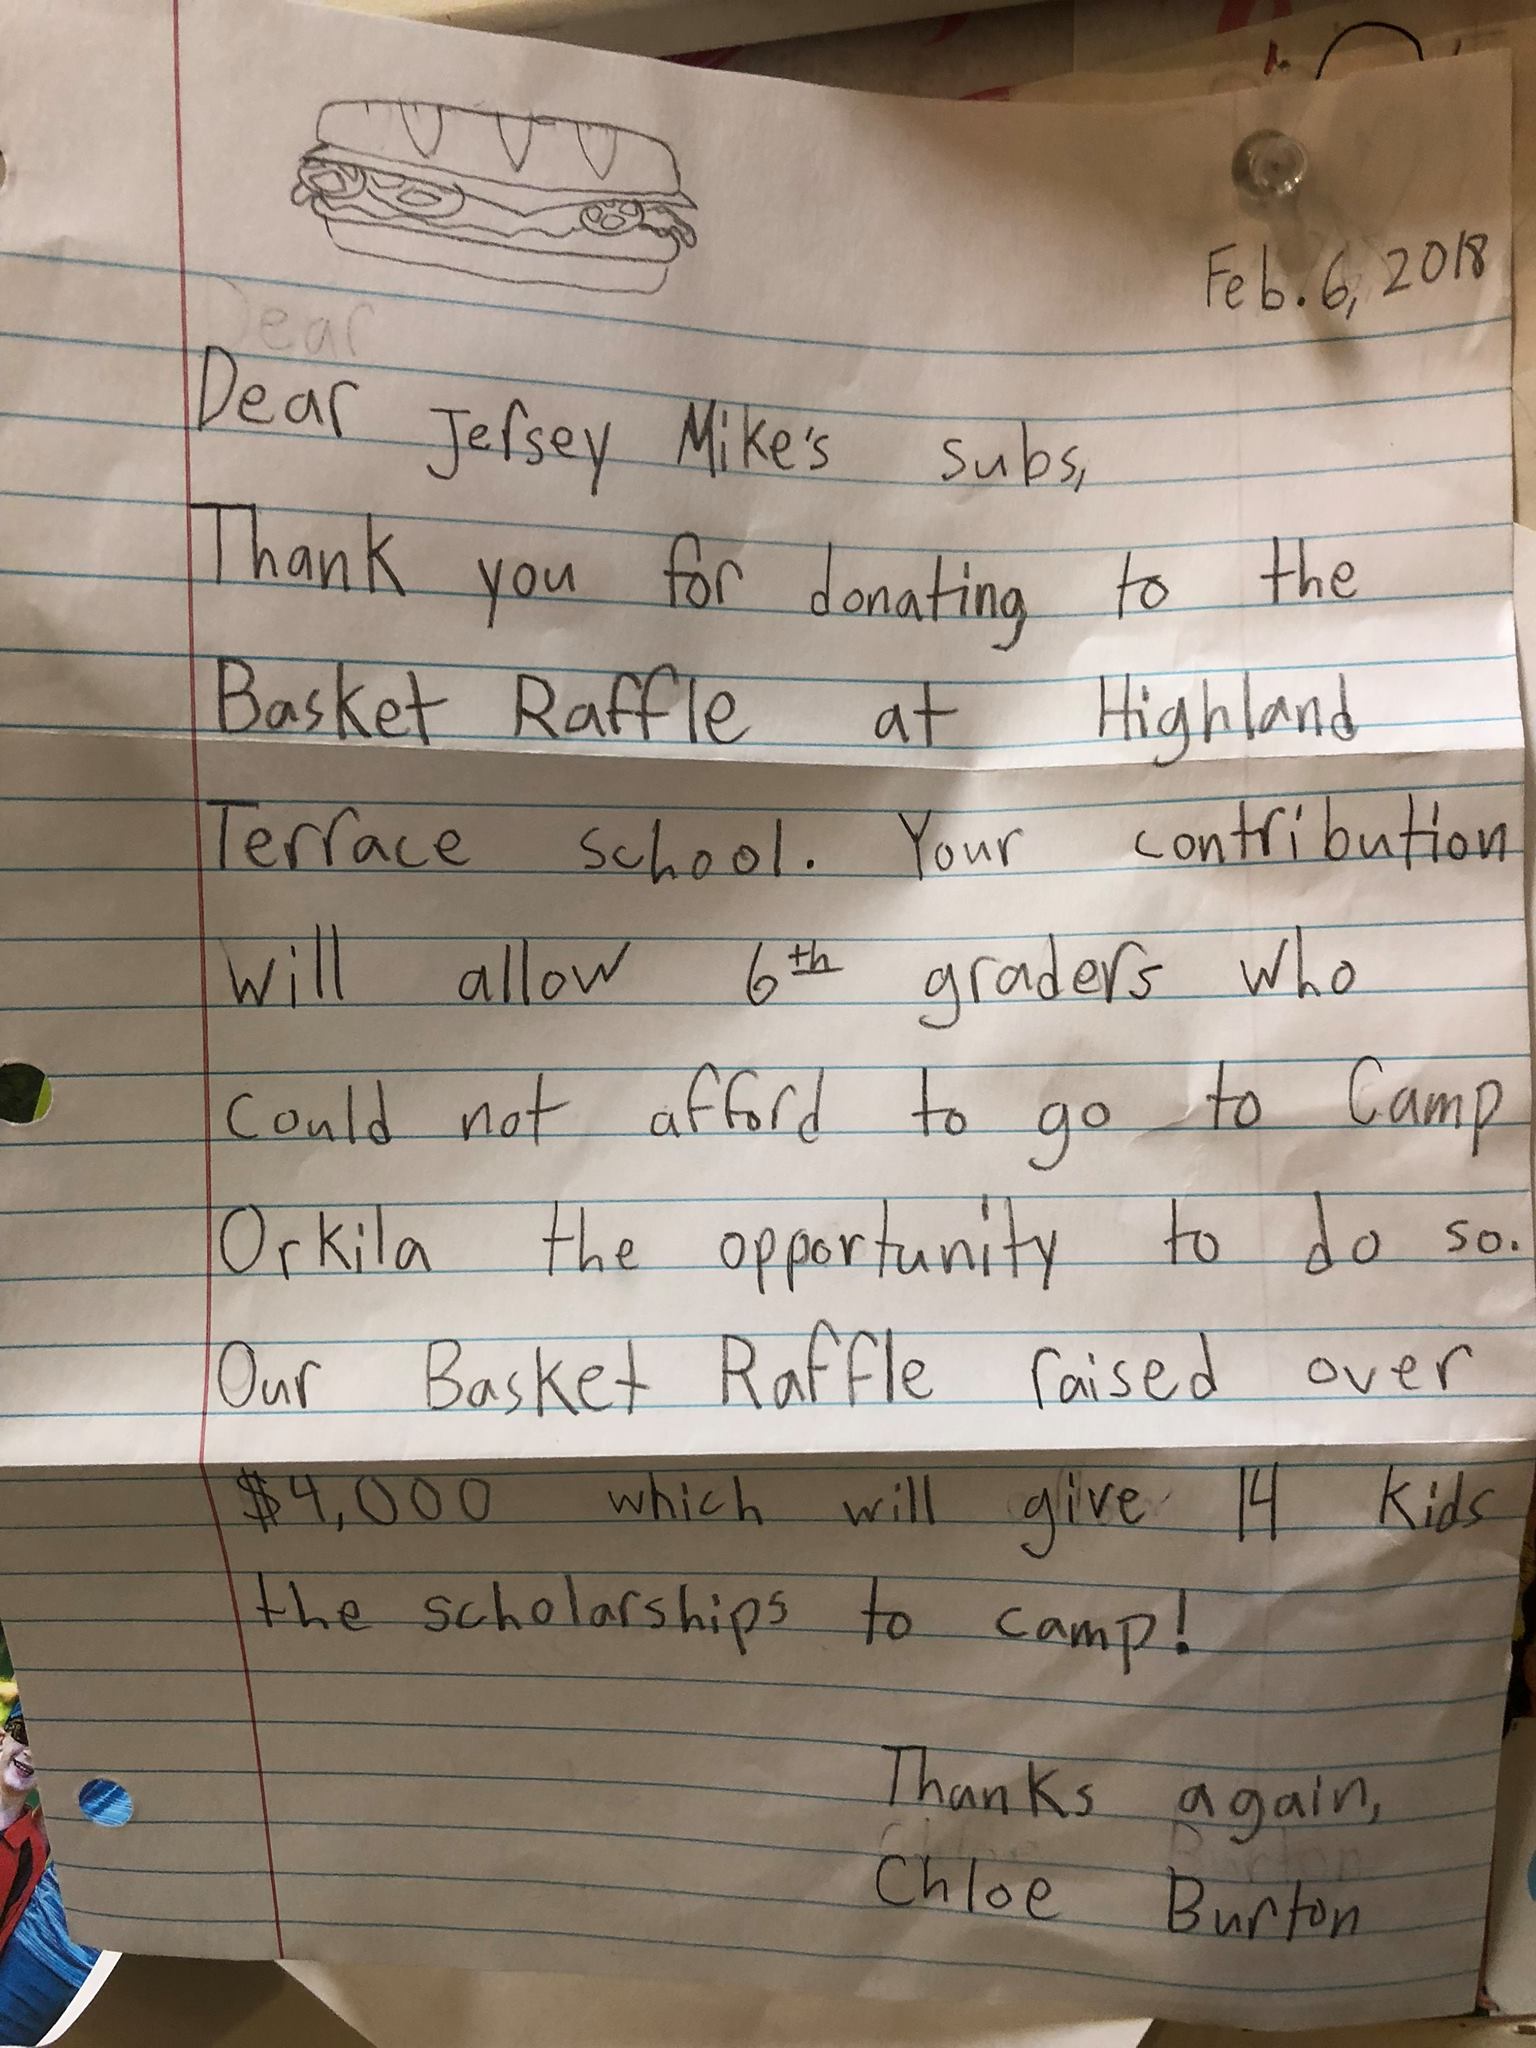 Feb. 6, 2018
Dear
Dear Jersey Mike's subs,
Thank you for donating to the
Basket Raffle at Highland
Terrace school. Your contribution
will allow 6th graders who
could not afford to go to Camp
Orkila the opportunity to do so.
Our Basket Raffle raised over
$4,000 which will give 14 kids
the scholarships to camp!
Thanks again,
Chloe Burton
Chloe Burton